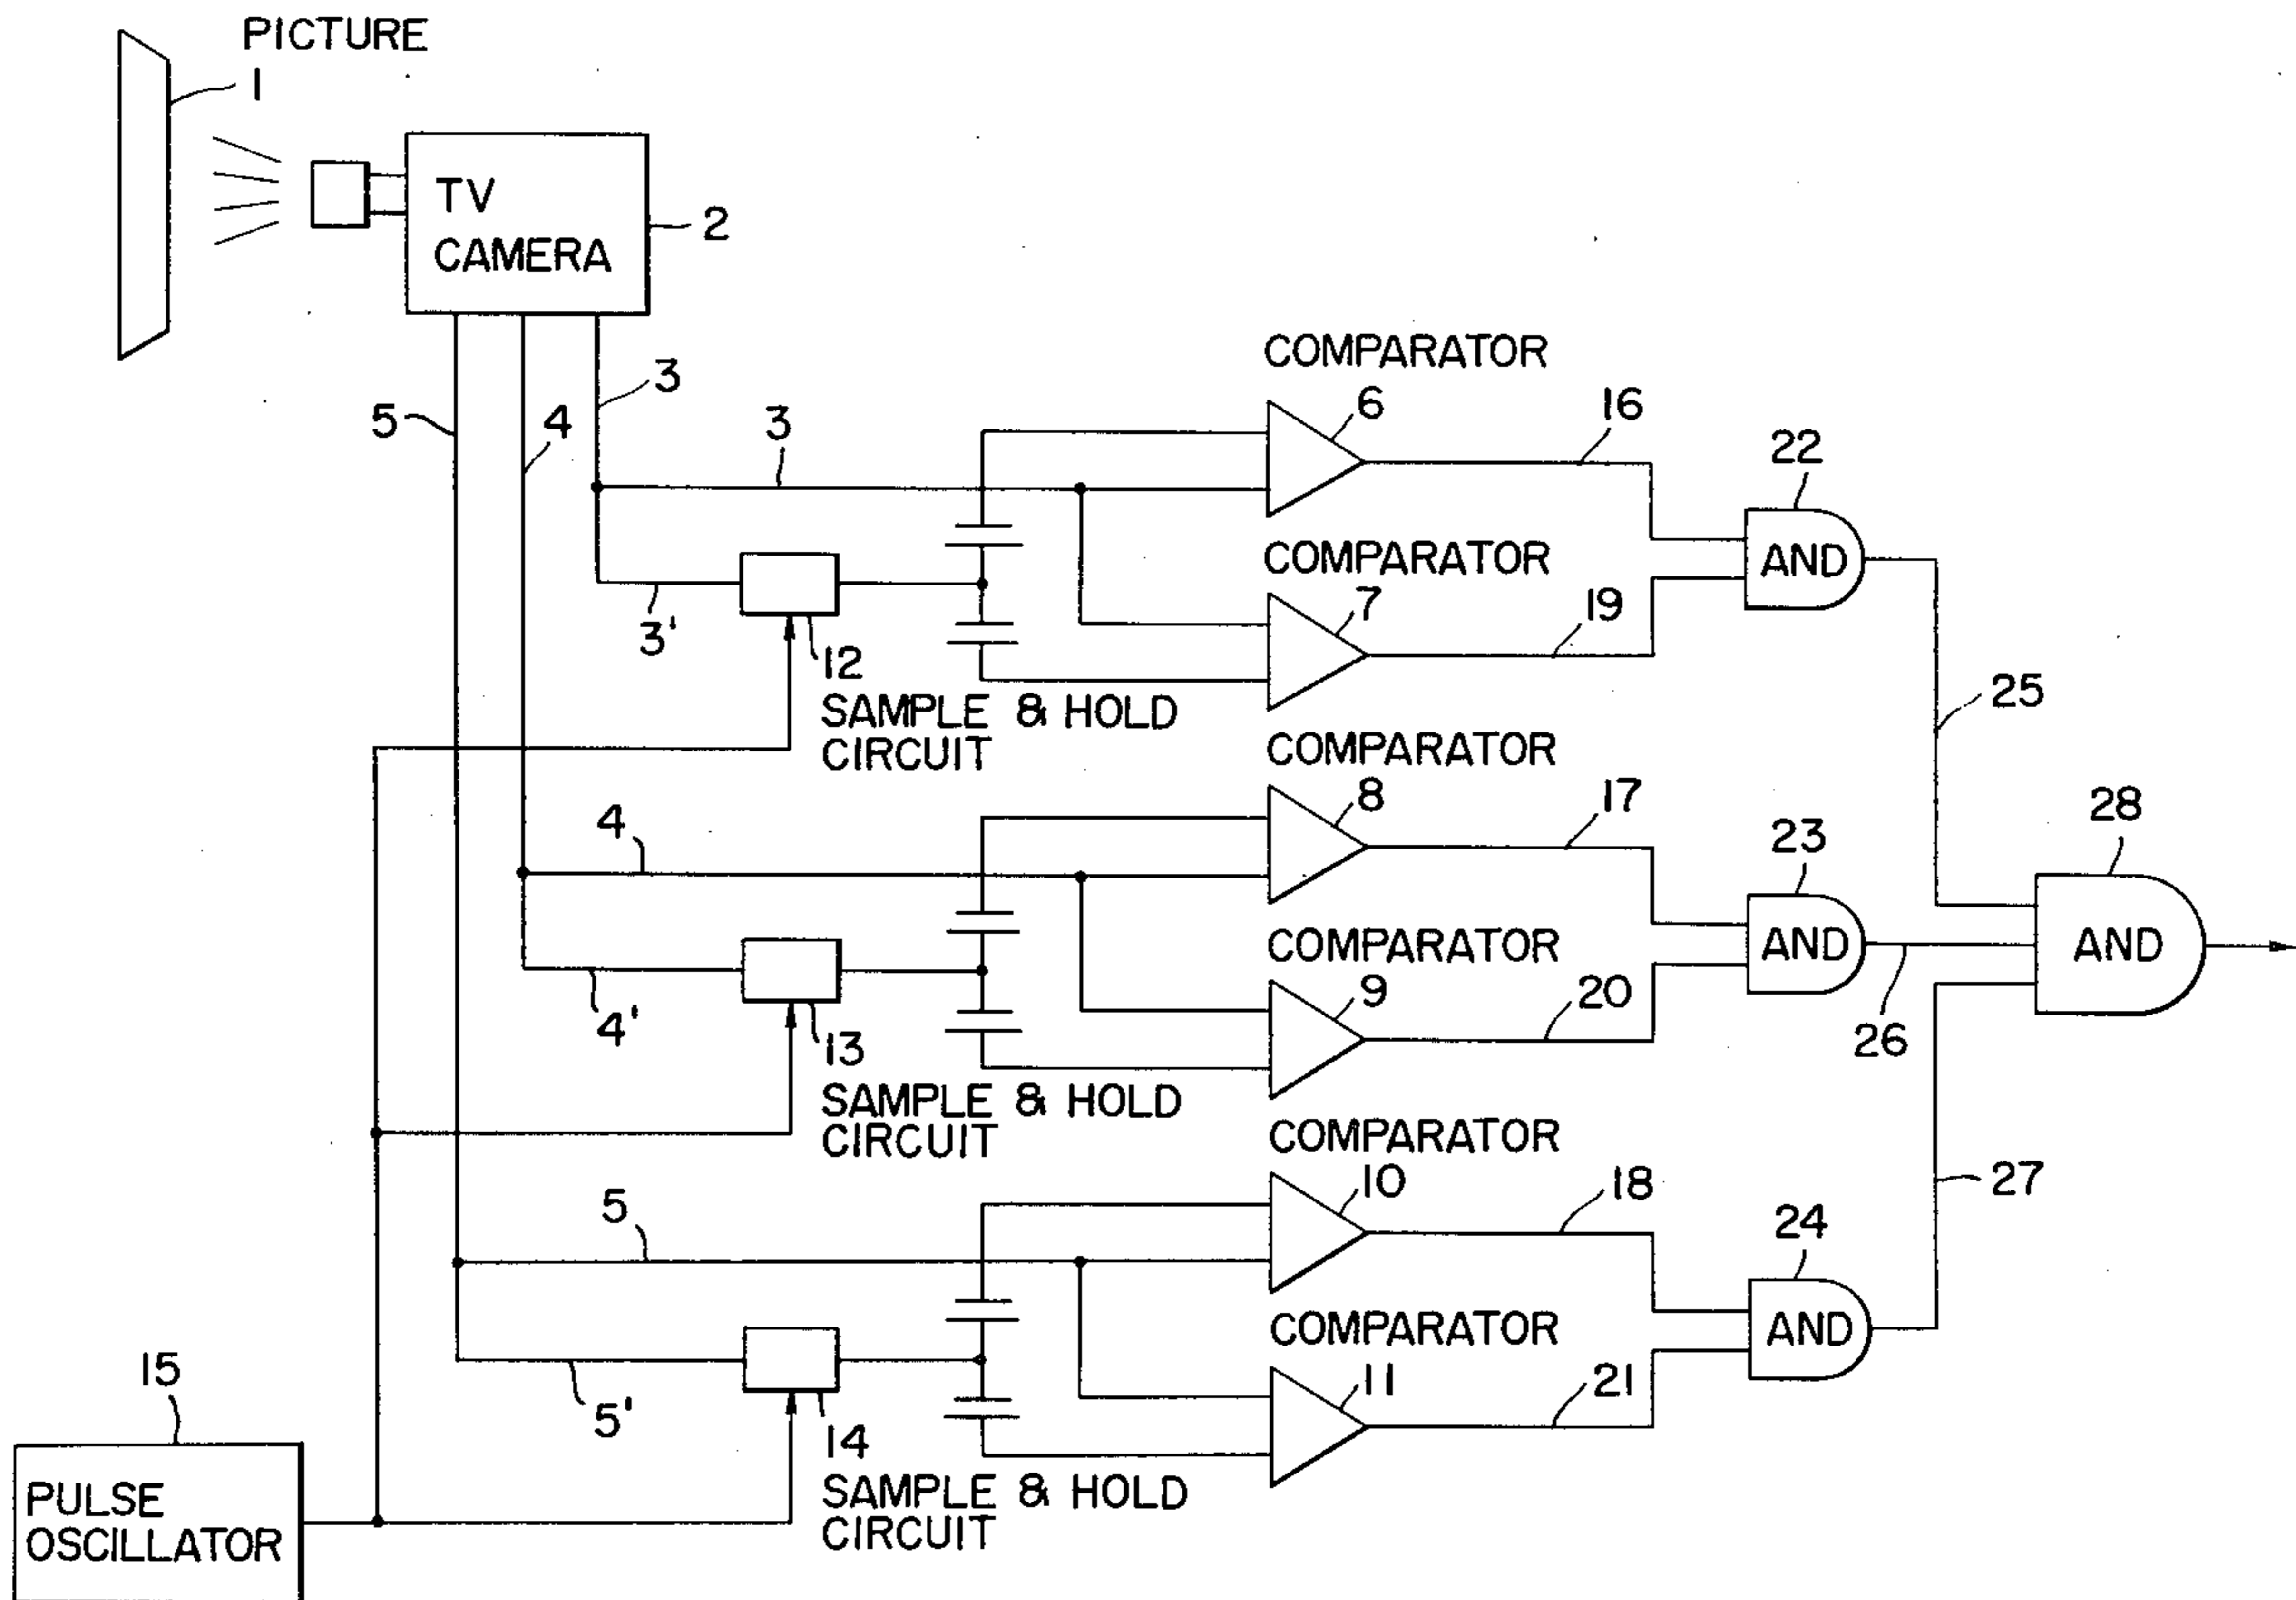 PICTURE
1
TV
CAMERA
2
3
5
4
3
COMPARATOR
6
16
22
AND
3'
12
SAMPLE & HOLD
CIRCUIT
COMPARATOR
7
19
25
4
COMPARATOR
8
17
23
AND
28
AND
4'
13
SAMPLE & HOLD
CIRCUIT
COMPARATOR
9
20
26
27
5
COMPARATOR
10
18
24
AND
15
PULSE
OSCILLATOR
5'
14
SAMPLE & HOLD
CIRCUIT
COMPARATOR
11
21